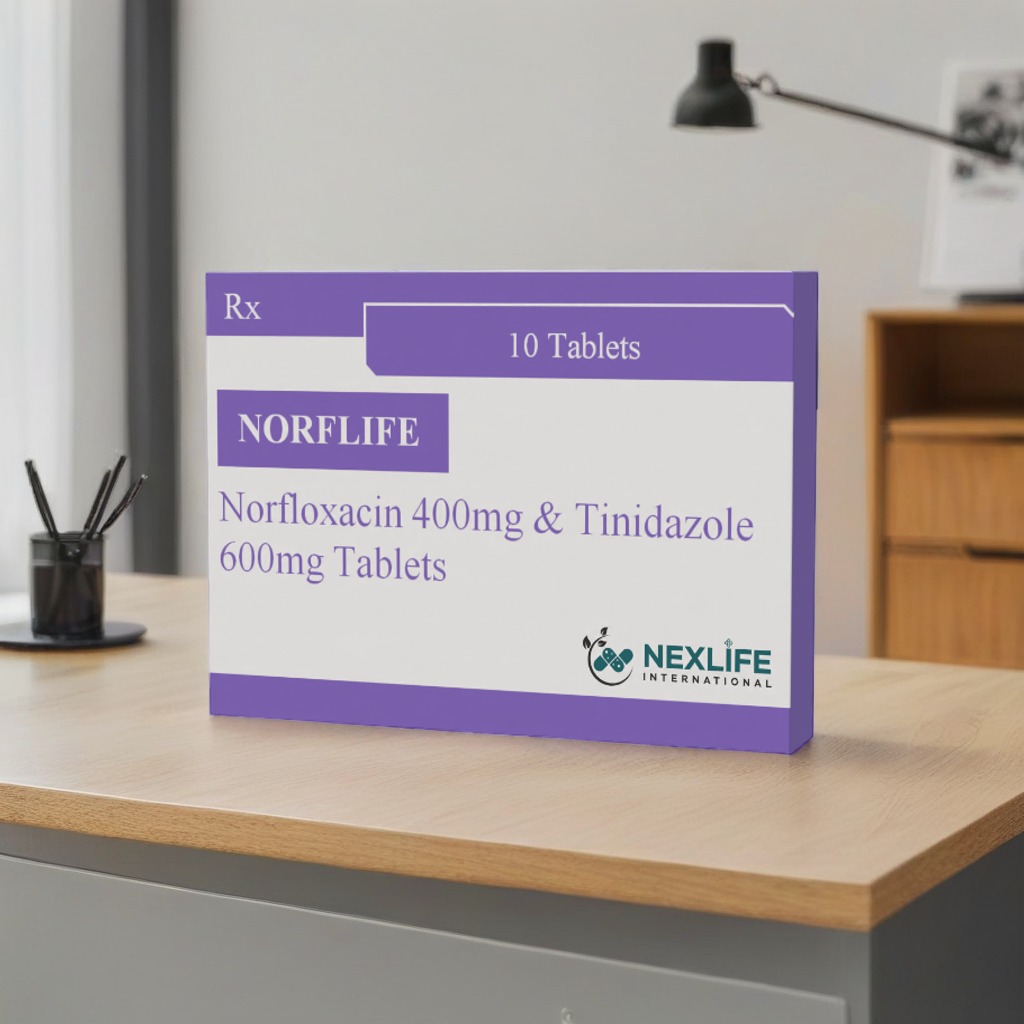 Rx
10 Tablets
NORFLIFE
Norfloxacin 400mg & Tinidazole
600mg Tablets
NEXLIFE
INTERNATIONAL